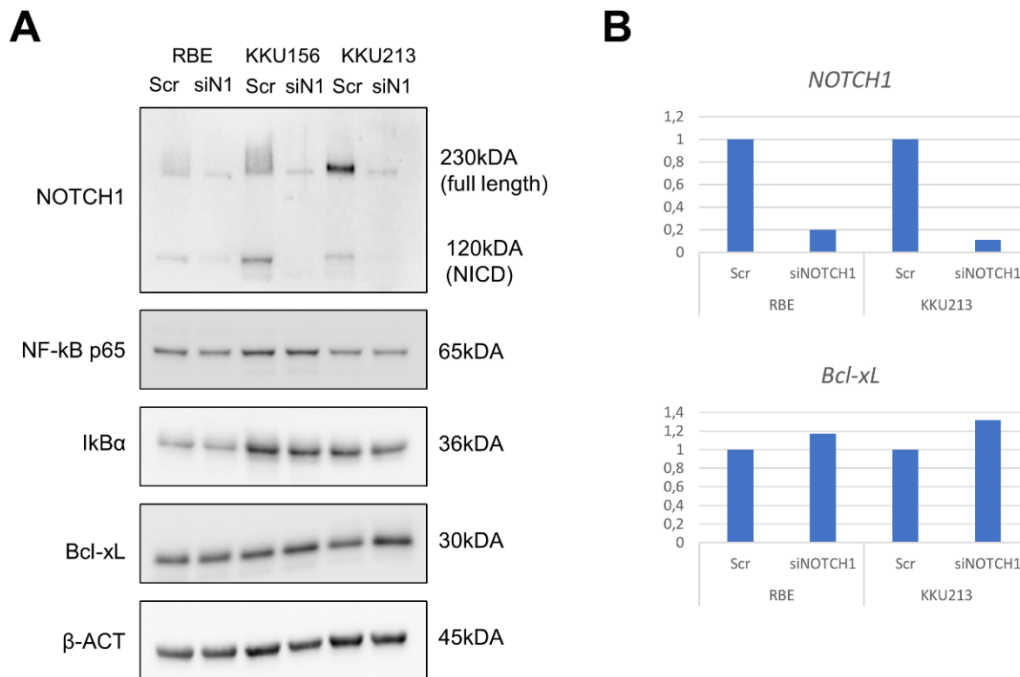 A
RBE KKU156 KKU213
Scr siN1 Scr siN1 Scr siN1
NOTCH1
230kDA
(full length)
120kDA
(NICD)
NF-kB p65
65kDA
IkBα
36kDA
Bcl-xL
30kDA
β-ACT
45kDA
B
NOTCH1
1,2
1
0,8
0,6
0,4
0,2
0
Scr siNOTCH1 Scr siNOTCH1
RBE KKU213
Bcl-xL
1,4
1,2
1
0,8
0,6
0,4
0,2
0
Scr siNOTCH1 Scr siNOTCH1
RBE KKU213